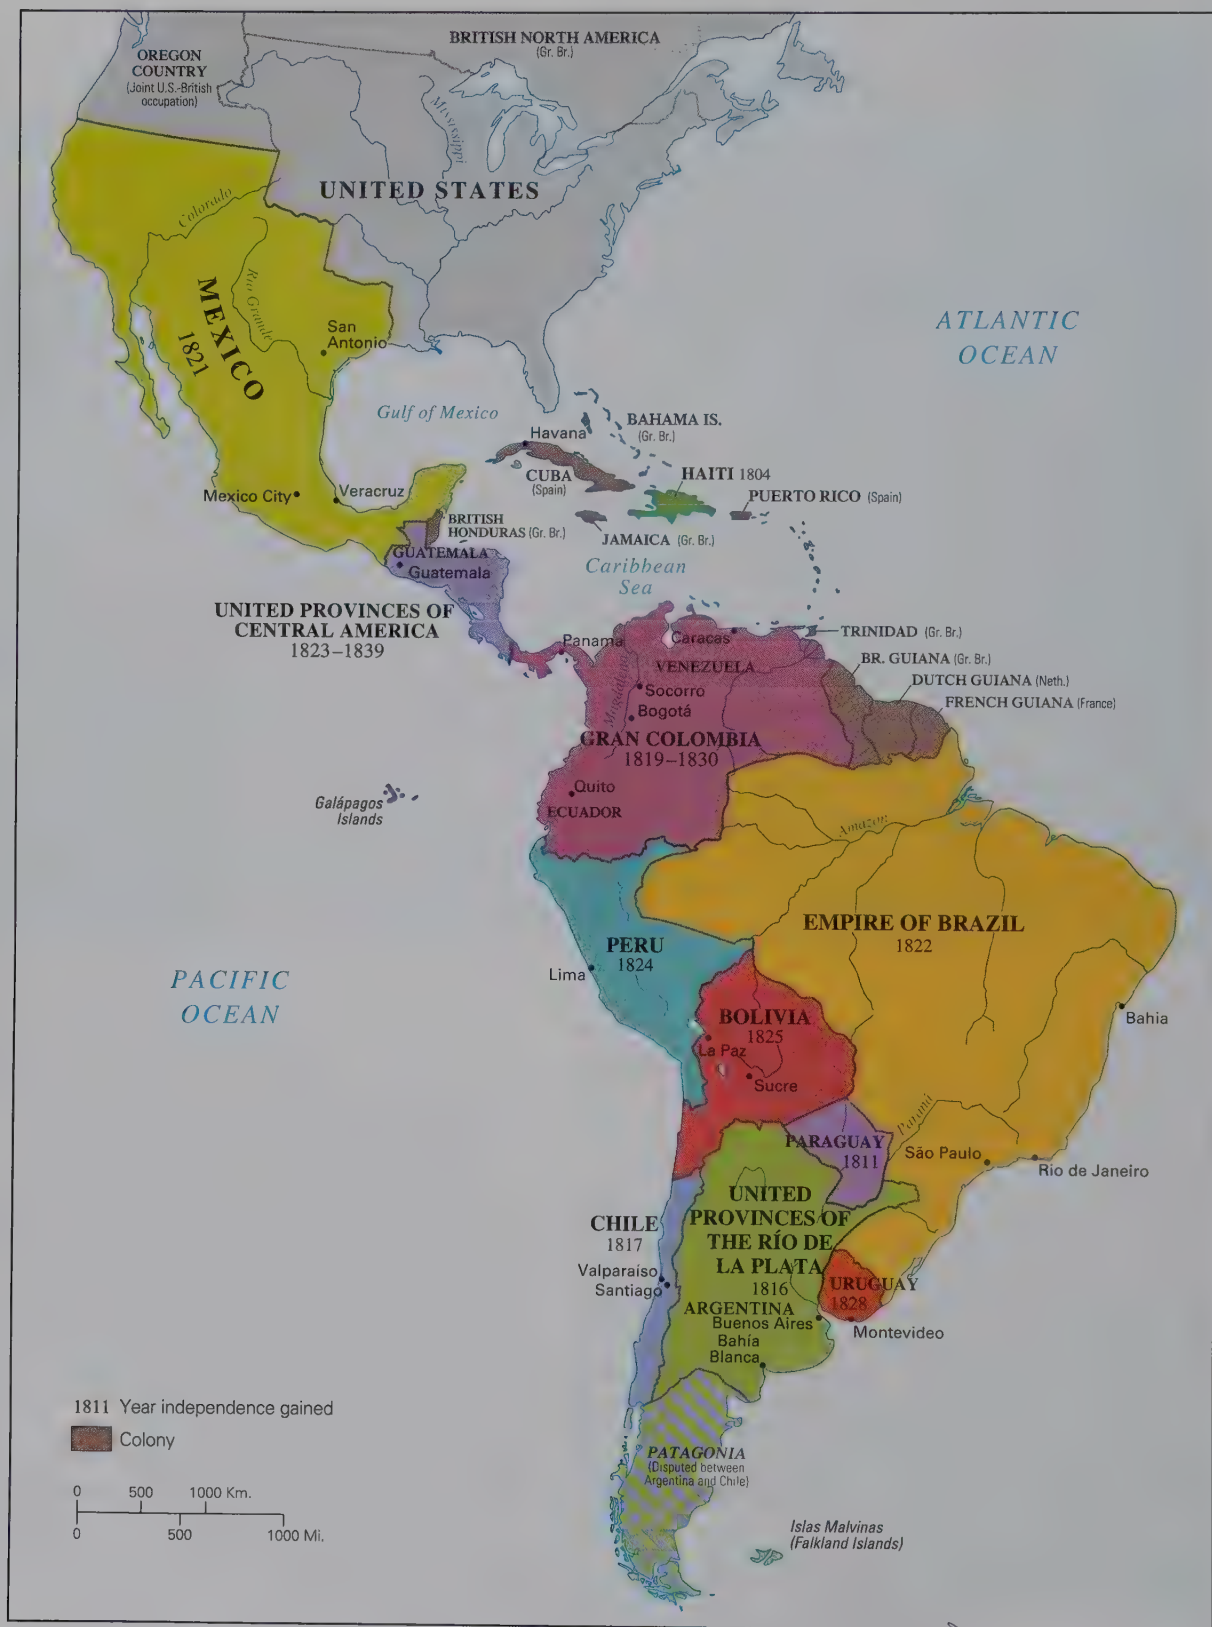 BRITISH NORTH AMERICA
(Gr. Br.)
OREGON
COUNTRY
(Joint U.S.-British
occupation)
Mississippi
UNITED STATES
Colorado
Rio Grande
MEXICO
1821
San
Antonio
ATLANTIC
OCEAN
Gulf of Mexico
BAHAMA IS.
(Gr. Br.)
Havana
CUBA
(Spain)
HAITI 1804
PUERTO RICO (Spain)
Mexico City
Veracruz
BRITISH
HONDURAS (Gr. Br.)
JAMAICA (Gr. Br.)
GUATEMALA
Guatemala
Caribbean
Sea
UNITED PROVINCES OF
CENTRAL AMERICA
1823–1839
Panama
Caracas
TRINIDAD (Gr. Br.)
VENEZUELA
BR. GUIANA (Gr. Br.)
DUTCH GUIANA (Neth.)
FRENCH GUIANA (France)
Magdalena
Socorro
Bogotá
GRAN COLOMBIA
1819–1830
Quito
ECUADOR
Galápagos
Islands
Amazon
EMPIRE OF BRAZIL
1822
PERU
1824
Lima
PACIFIC
OCEAN
BOLIVIA
1825
La Paz
Sucre
Bahia
Paraná
PARAGUAY
1811
São Paulo
Rio de Janeiro
UNITED
PROVINCES OF
THE RÍO DE
LA PLATA
1816
CHILE
1817
Valparaíso
Santiago
URUGUAY
1828
ARGENTINA
Buenos Aires
Montevideo
Bahía
Blanca
1811 Year independence gained
Colony
PATAGONIA
(Disputed between
Argentina and Chile)
0 500 1000 Km.
0 500 1000 Mi.
Islas Malvinas
(Falkland Islands)